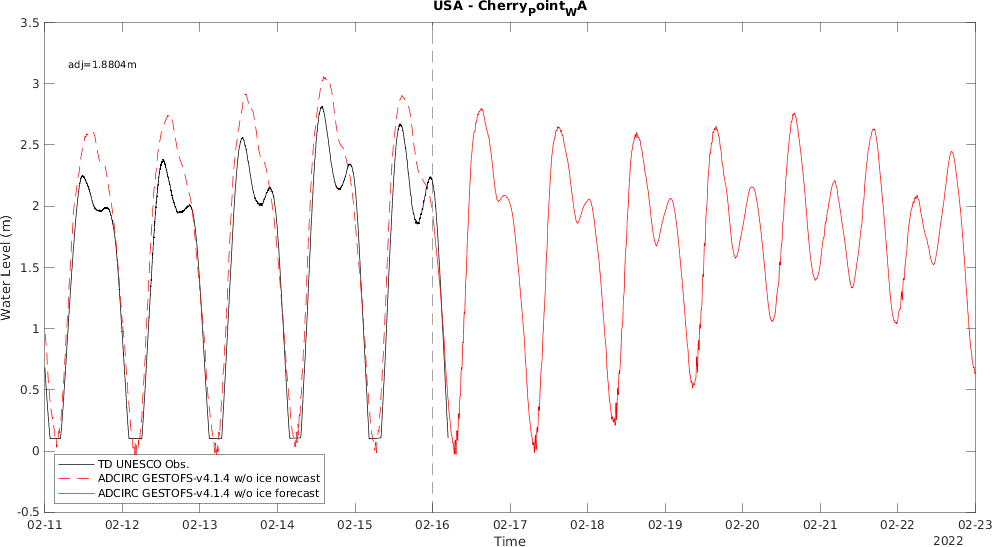 USA - Cherry_Point_WA
3.5
adj=1.8804m
3
2.5
2
1.5
1
0.5
0
-0.5
Water Level (m)
TD UNESCO Obs.
ADCIRC GESTOFS-v4.1.4 w/o ice nowcast
ADCIRC GESTOFS-v4.1.4 w/o ice forecast
02-11 02-12 02-13 02-14 02-15 02-16 02-17 02-18 02-19 02-20 02-21 02-22 02-23
Time
2022